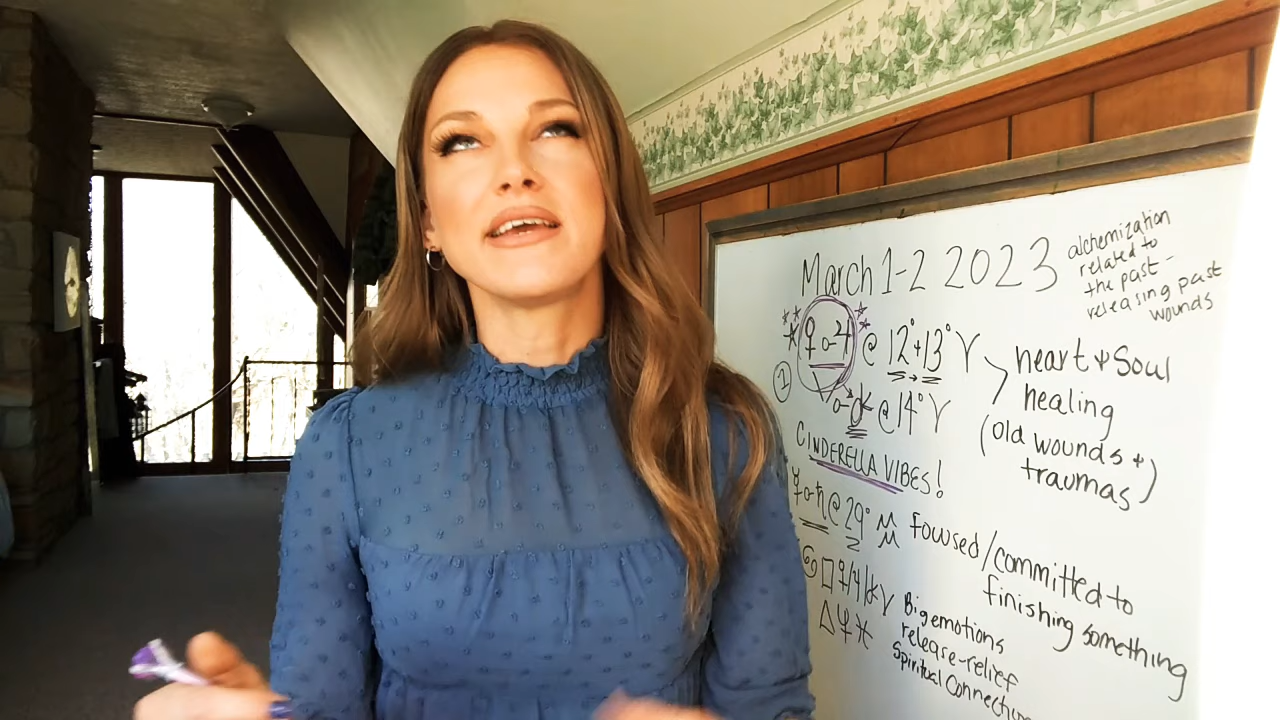 March 1-2 2023
alchemization
related to
the past -
releasing past
wounds
① ♀ ☌ ♃ @ 12° + 13° ♈
heart + Soul
healing
(old wounds +
traumas)
☌ ⚷ @ 14° ♈
CINDERELLA VIBES!
☿ ☌ ♄ @ 29° ♒
Focused/committed to
finishing something
♋ □ ♀/♃/⚷ ♈
△ ♆ ♓
Big emotions
release-relief
Spiritual Connection